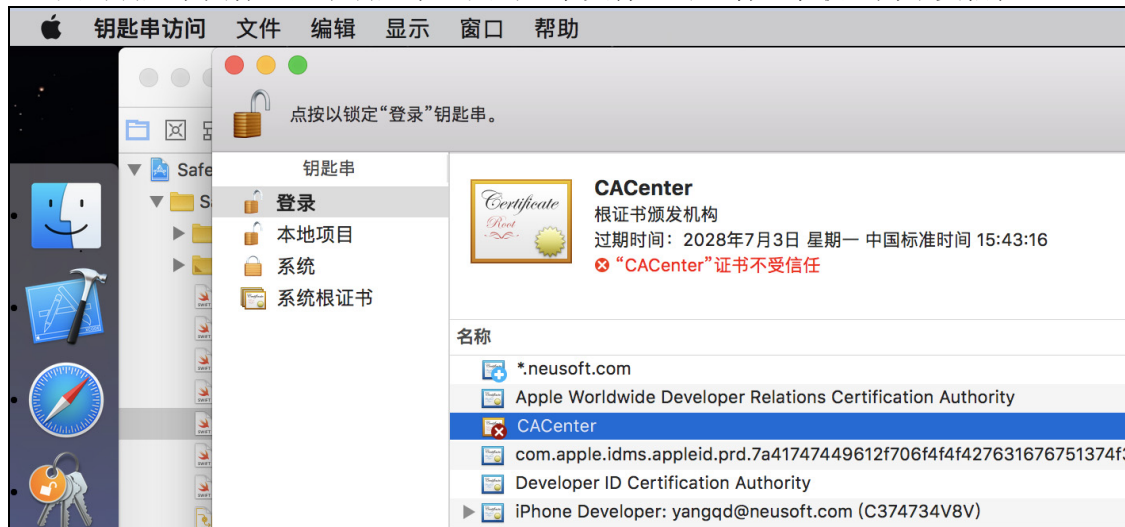 钥匙串访问 文件 编辑 显示 窗口 帮助
点按以锁定“登录”钥匙串。
Safe
钥匙串
S
登录
本地项目
系统
系统根证书
Certificate
Root
CACenter
根证书颁发机构
过期时间：2028年7月3日 星期一 中国标准时间 15:43:16
“CACenter”证书不受信任
名称
*.neusoft.com
Apple Worldwide Developer Relations Certification Authority
CACenter
com.apple.idms.appleid.prd.7a41747449612f706f4f4f427631676751374f
Developer ID Certification Authority
iPhone Developer: yangqd@neusoft.com (C374734V8V)